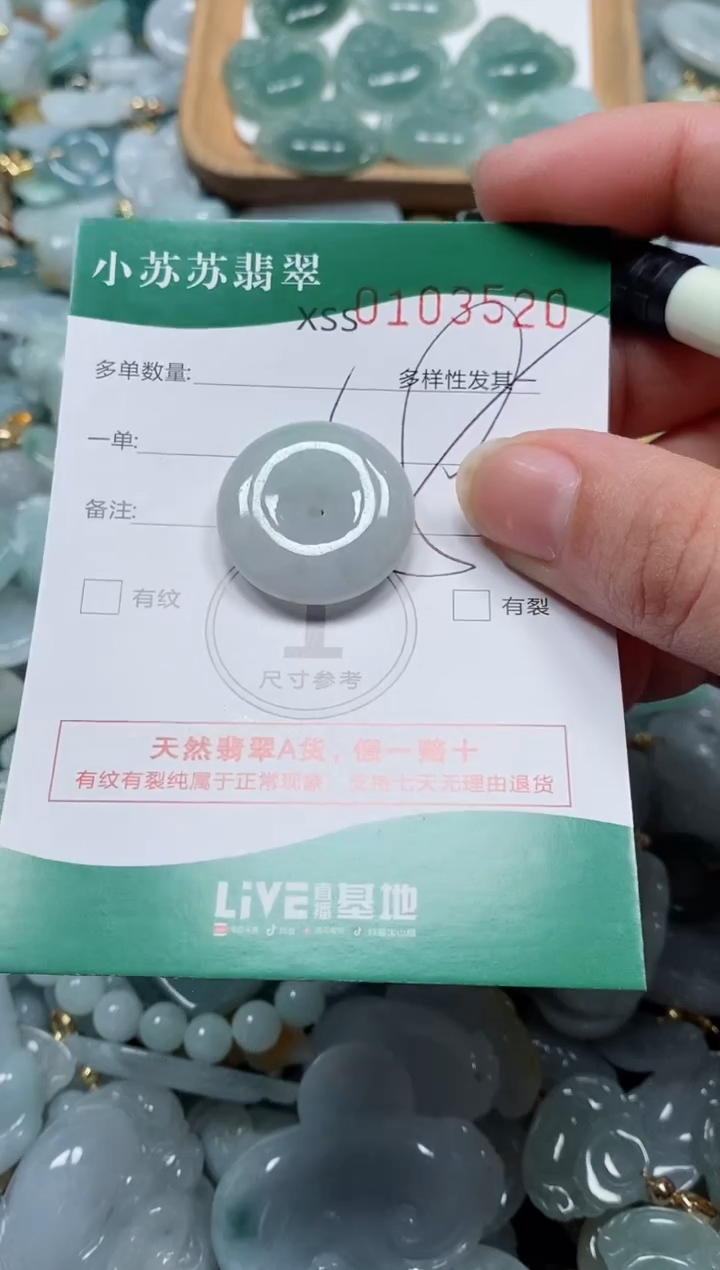 小苏苏翡翠
XSS0103520
多单数量:
多样性发其一
一单:
备注:
有纹
有裂
1
尺寸参考
天然翡翠A货，假一赔十
有纹有裂纯属于正常现象 支持七天无理由退货
LiVE直播基地